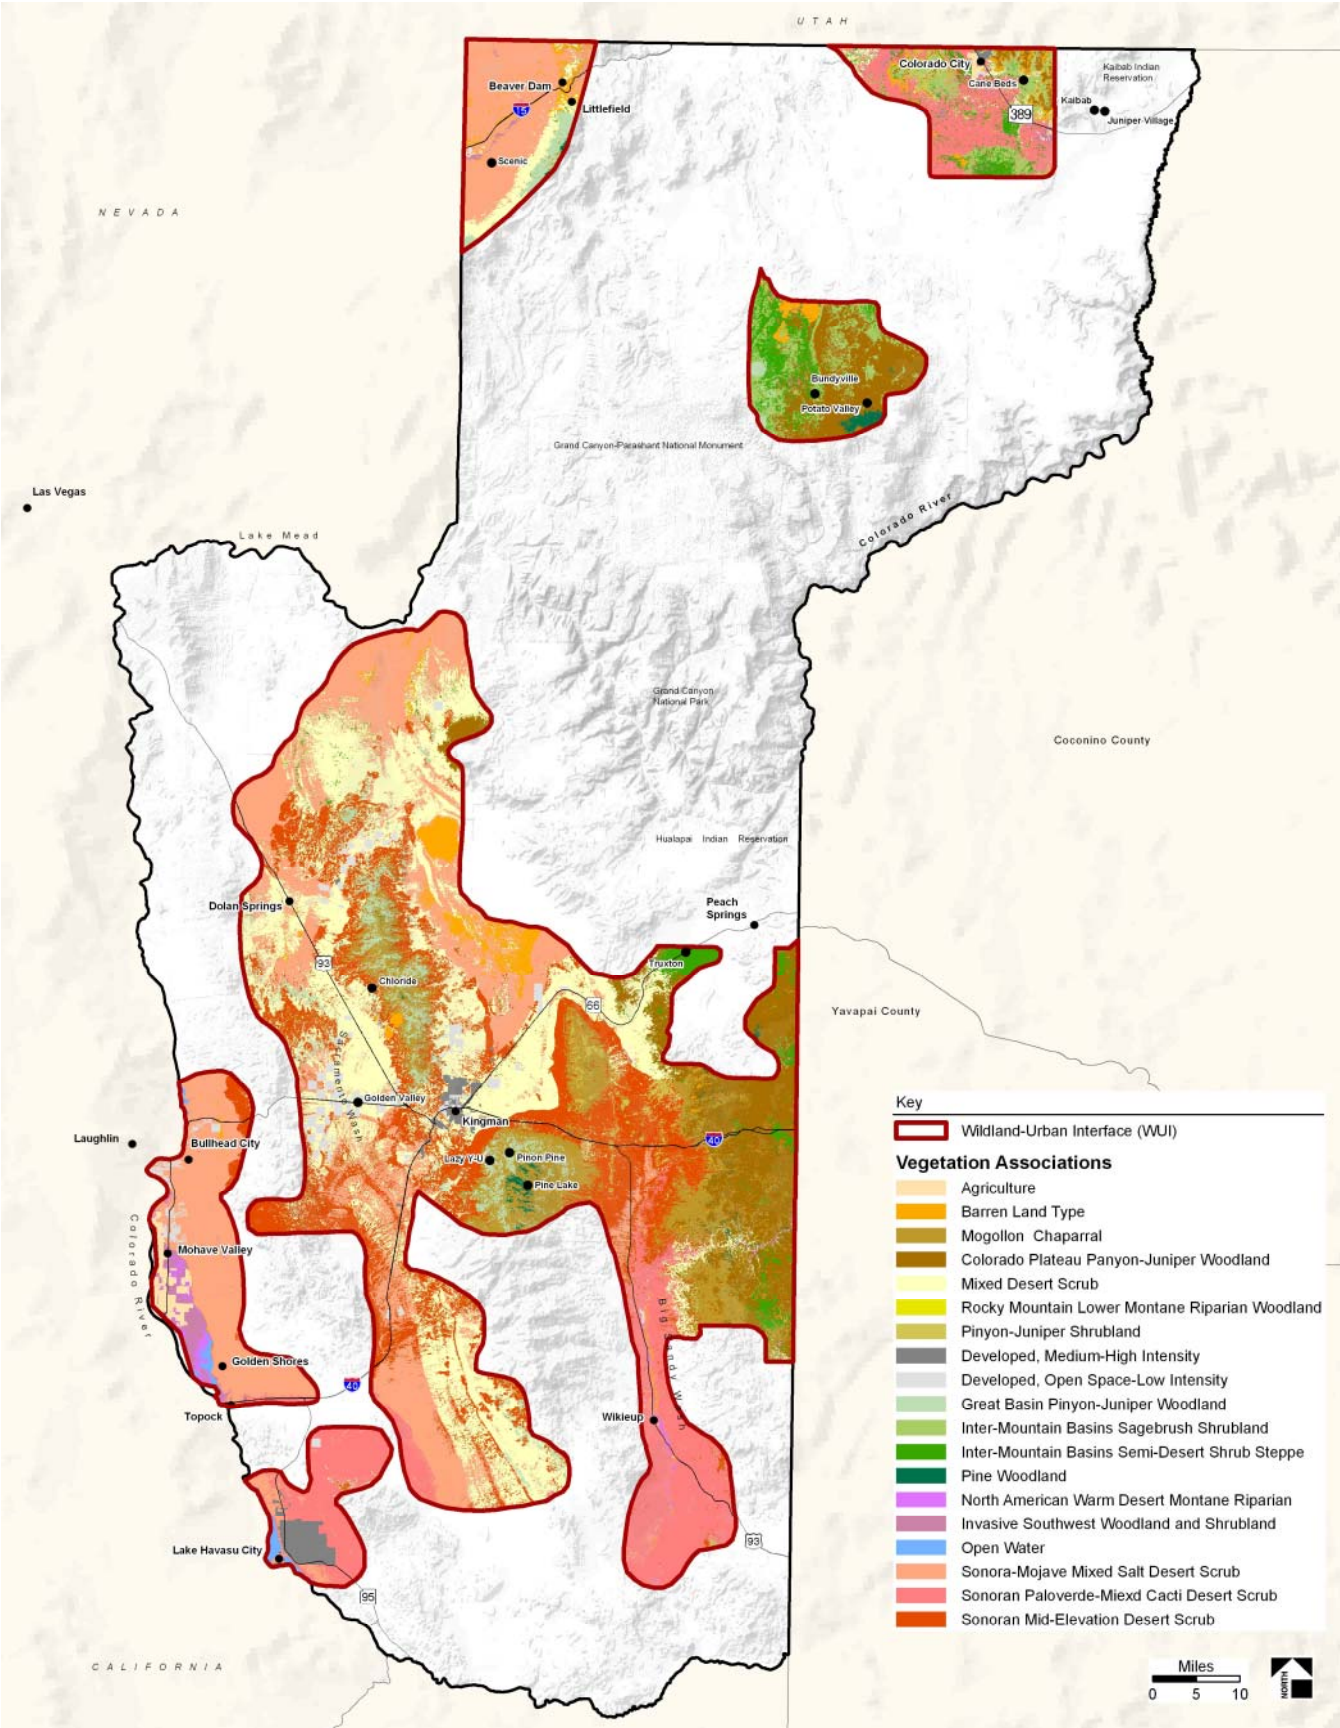 UTAH
Beaver Dam
Littlefield
15
Scenic
Colorado City
Cane Beds
389
Kaibab Indian
Reservation
Kaibab
Juniper Village
NEVADA
Bundyville
Potato Valley
Grand Canyon-Parashant National Monument
Las Vegas
Lake Mead
Colorado River
Grand Canyon
National Park
Coconino County
Hualapai Indian Reservation
Peach
Springs
Dolan Springs
93
Truxton
Chloride
66
Yavapai County
Sacramento Wash
Golden Valley
Kingman
Laughlin
Bullhead City
40
Lazy Y-U
Pinon Pine
Pine Lake
Colorado River
Mohave Valley
Big Sandy Wash
Golden Shores
40
Topock
Wikieup
Lake Havasu City
93
95
CALIFORNIA
Key
Wildland-Urban Interface (WUI)
Vegetation Associations
Agriculture
Barren Land Type
Mogollon Chaparral
Colorado Plateau Panyon-Juniper Woodland
Mixed Desert Scrub
Rocky Mountain Lower Montane Riparian Woodland
Pinyon-Juniper Shrubland
Developed, Medium-High Intensity
Developed, Open Space-Low Intensity
Great Basin Pinyon-Juniper Woodland
Inter-Mountain Basins Sagebrush Shrubland
Inter-Mountain Basins Semi-Desert Shrub Steppe
Pine Woodland
North American Warm Desert Montane Riparian
Invasive Southwest Woodland and Shrubland
Open Water
Sonora-Mojave Mixed Salt Desert Scrub
Sonoran Paloverde-Miexd Cacti Desert Scrub
Sonoran Mid-Elevation Desert Scrub
Miles
0 5 10
NORTH